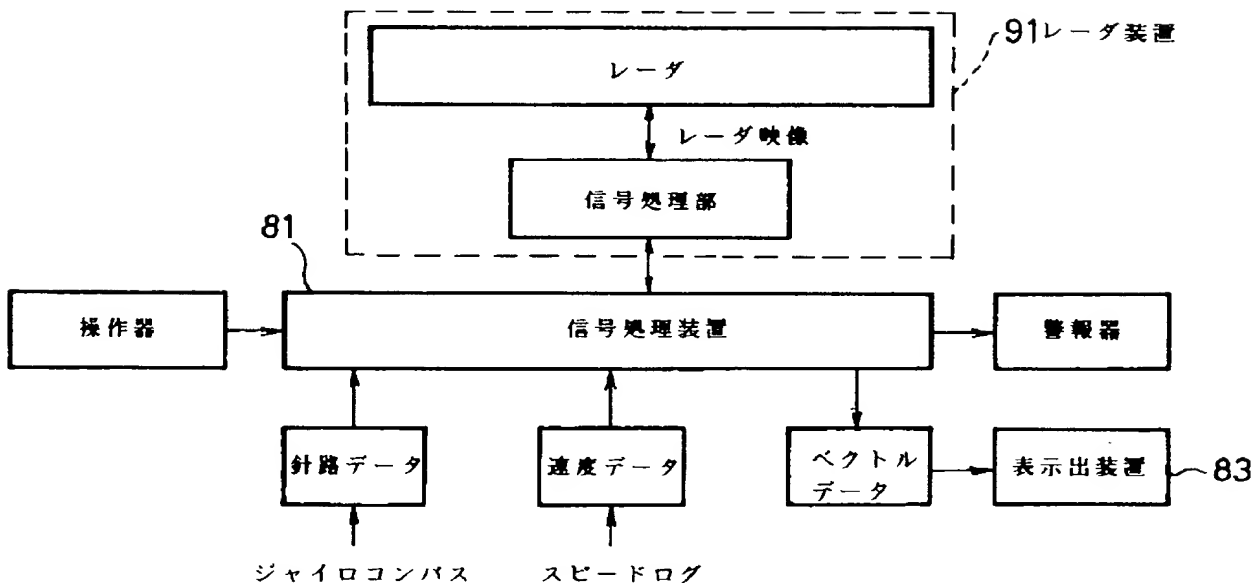 91レーダ装置
レーダ
レーダ映像
信号処理部
81
操作器
信号処理装置
警報器
針路データ
速度データ
ベクトル
データ
表示出装置
83
ジャイロコンパス
スピードログ